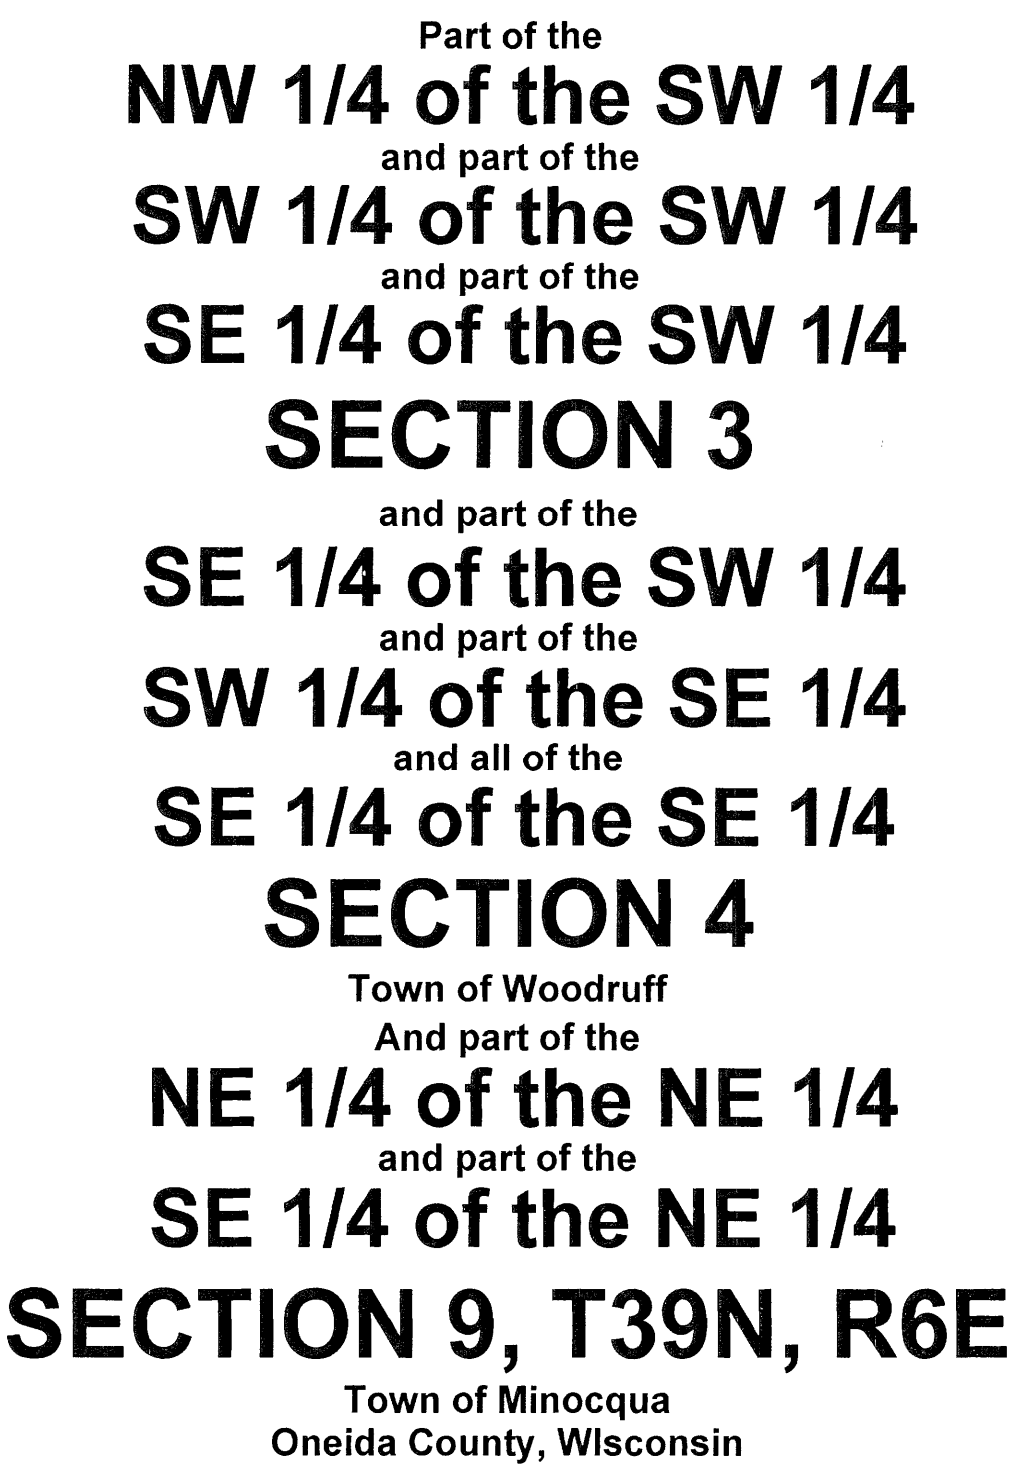 Part of the
NW 1/4 of the SW 1/4
and part of the
SW 1/4 of the SW 1/4
and part of the
SE 1/4 of the SW 1/4
SECTION 3
and part of the
SE 1/4 of the SW 1/4
and part of the
SW 1/4 of the SE 1/4
and all of the
SE 1/4 of the SE 1/4
SECTION 4
Town of Woodruff
And part of the
NE 1/4 of the NE 1/4
and part of the
SE 1/4 of the NE 1/4
SECTION 9, T39N, R6E
Town of Minocqua
Oneida County, WIsconsin